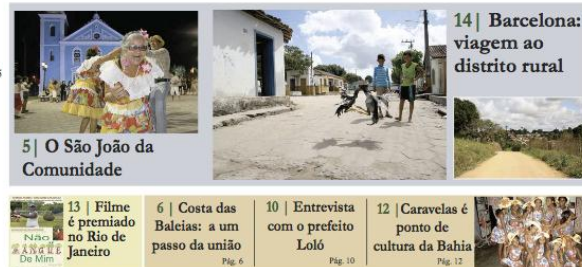 14| Barcelona:
viagem ao
distrito rural
5| O São João da
Comunidade
13 | Filme
é premiado
no Rio de
Janeiro
Não
MANGUE
De Mim
6 | Costa das
Baleias: a um
passo da união
Pág. 6
10 | Entrevista
com o prefeito
Loló
Pág. 10
12 |Caravelas é
ponto de
cultura da Bahia
Pág. 12